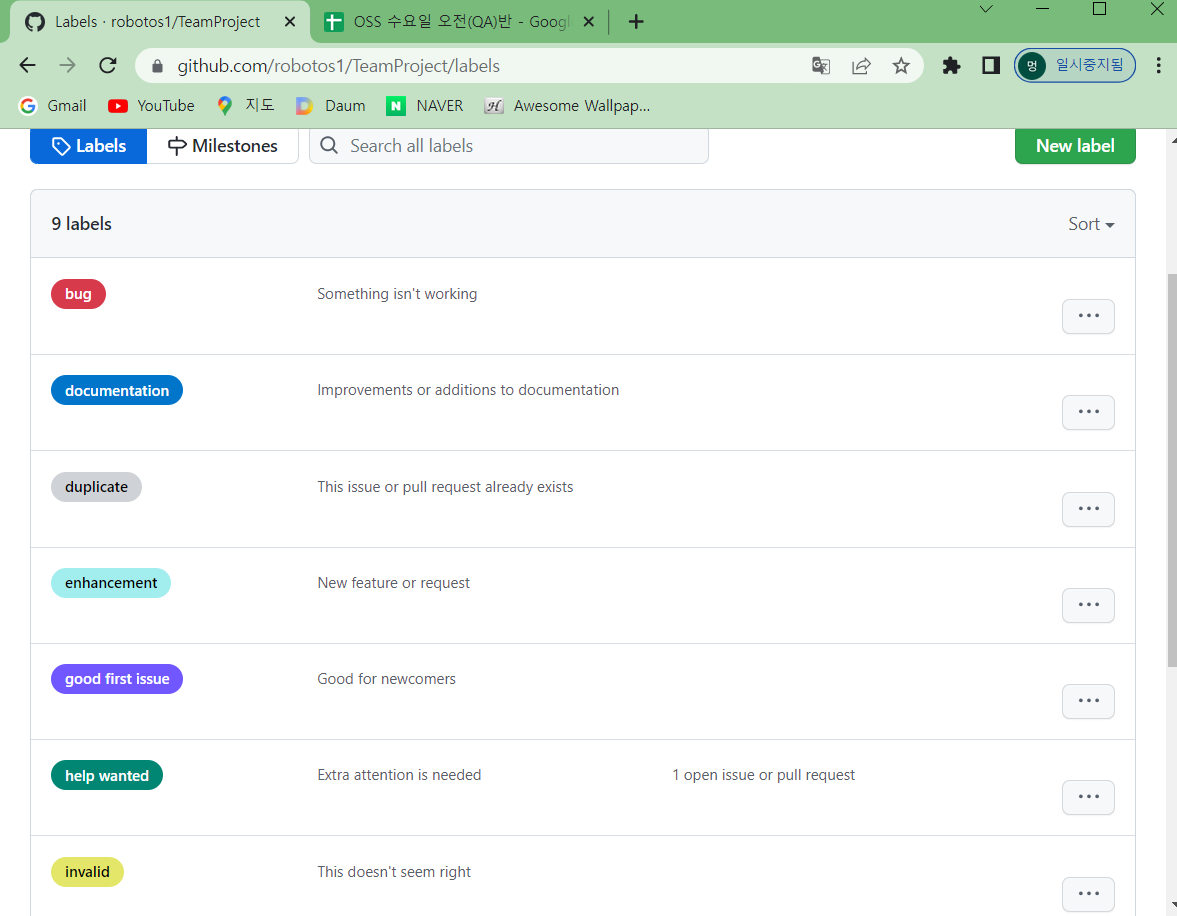 Labels · robotos1/TeamProject
OSS 수요일 오전(QA)반 - Googl
github.com/robotos1/TeamProject/labels
멍 일시중지됨
Gmail YouTube 지도 Daum NAVER Awesome Wallpap...
Labels Milestones Search all labels New label
9 labels Sort
bug Something isn't working
documentation Improvements or additions to documentation
duplicate This issue or pull request already exists
enhancement New feature or request
good first issue Good for newcomers
help wanted Extra attention is needed 1 open issue or pull request
invalid This doesn't seem right